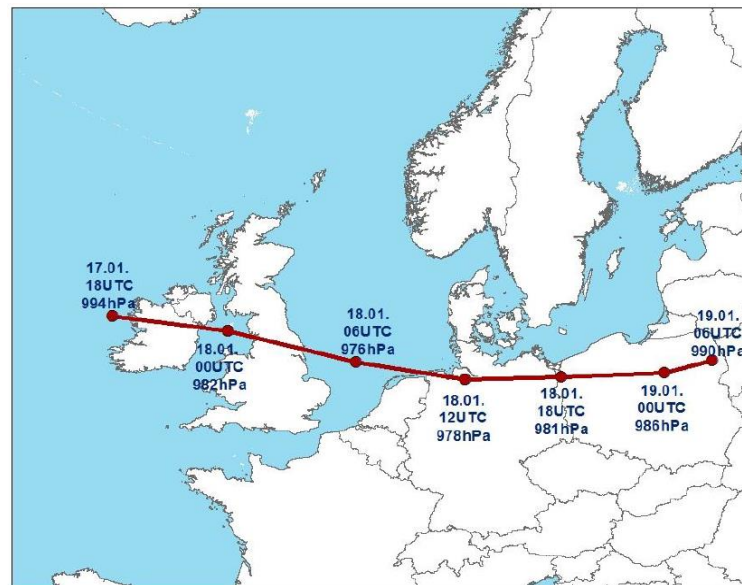 17.01.
18UTC
994hPa
18.01.
00UTC
982hPa
18.01.
06UTC
976hPa
18.01.
12UTC
978hPa
18.01.
18UTC
981hPa
19.01.
00UTC
986hPa
19.01.
06UTC
990hPa